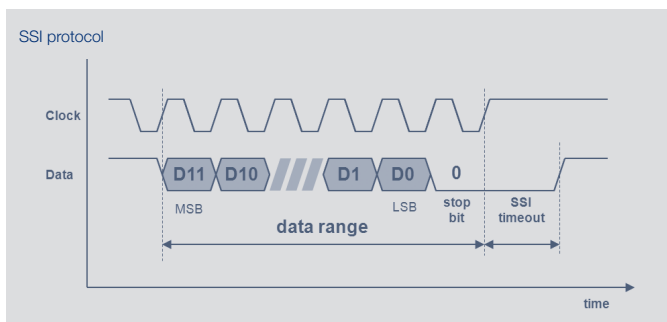 SSI protocol
Clock
Data
D11 D10 D1 D0 0
MSB
LSB
stop
bit
SSI
timeout
data range
time